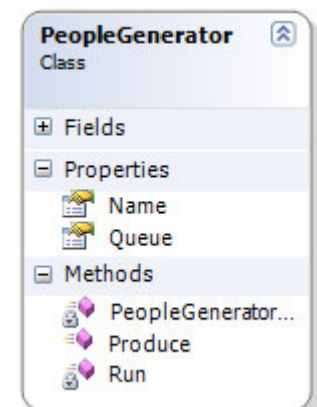 PeopleGenerator
Class
Fields
Properties
Name
Queue
Methods
PeopleGenerator...
Produce
Run